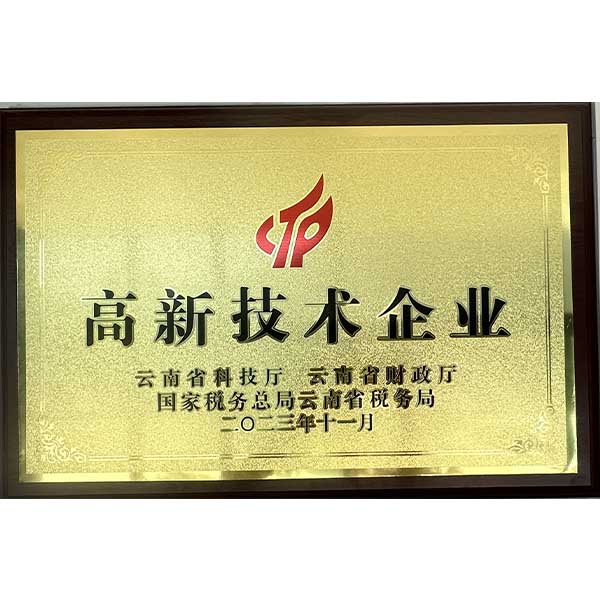 高新技术企业
云南省科技厅 云南省财政厅
国家税务总局云南省税务局
二〇二三年十一月